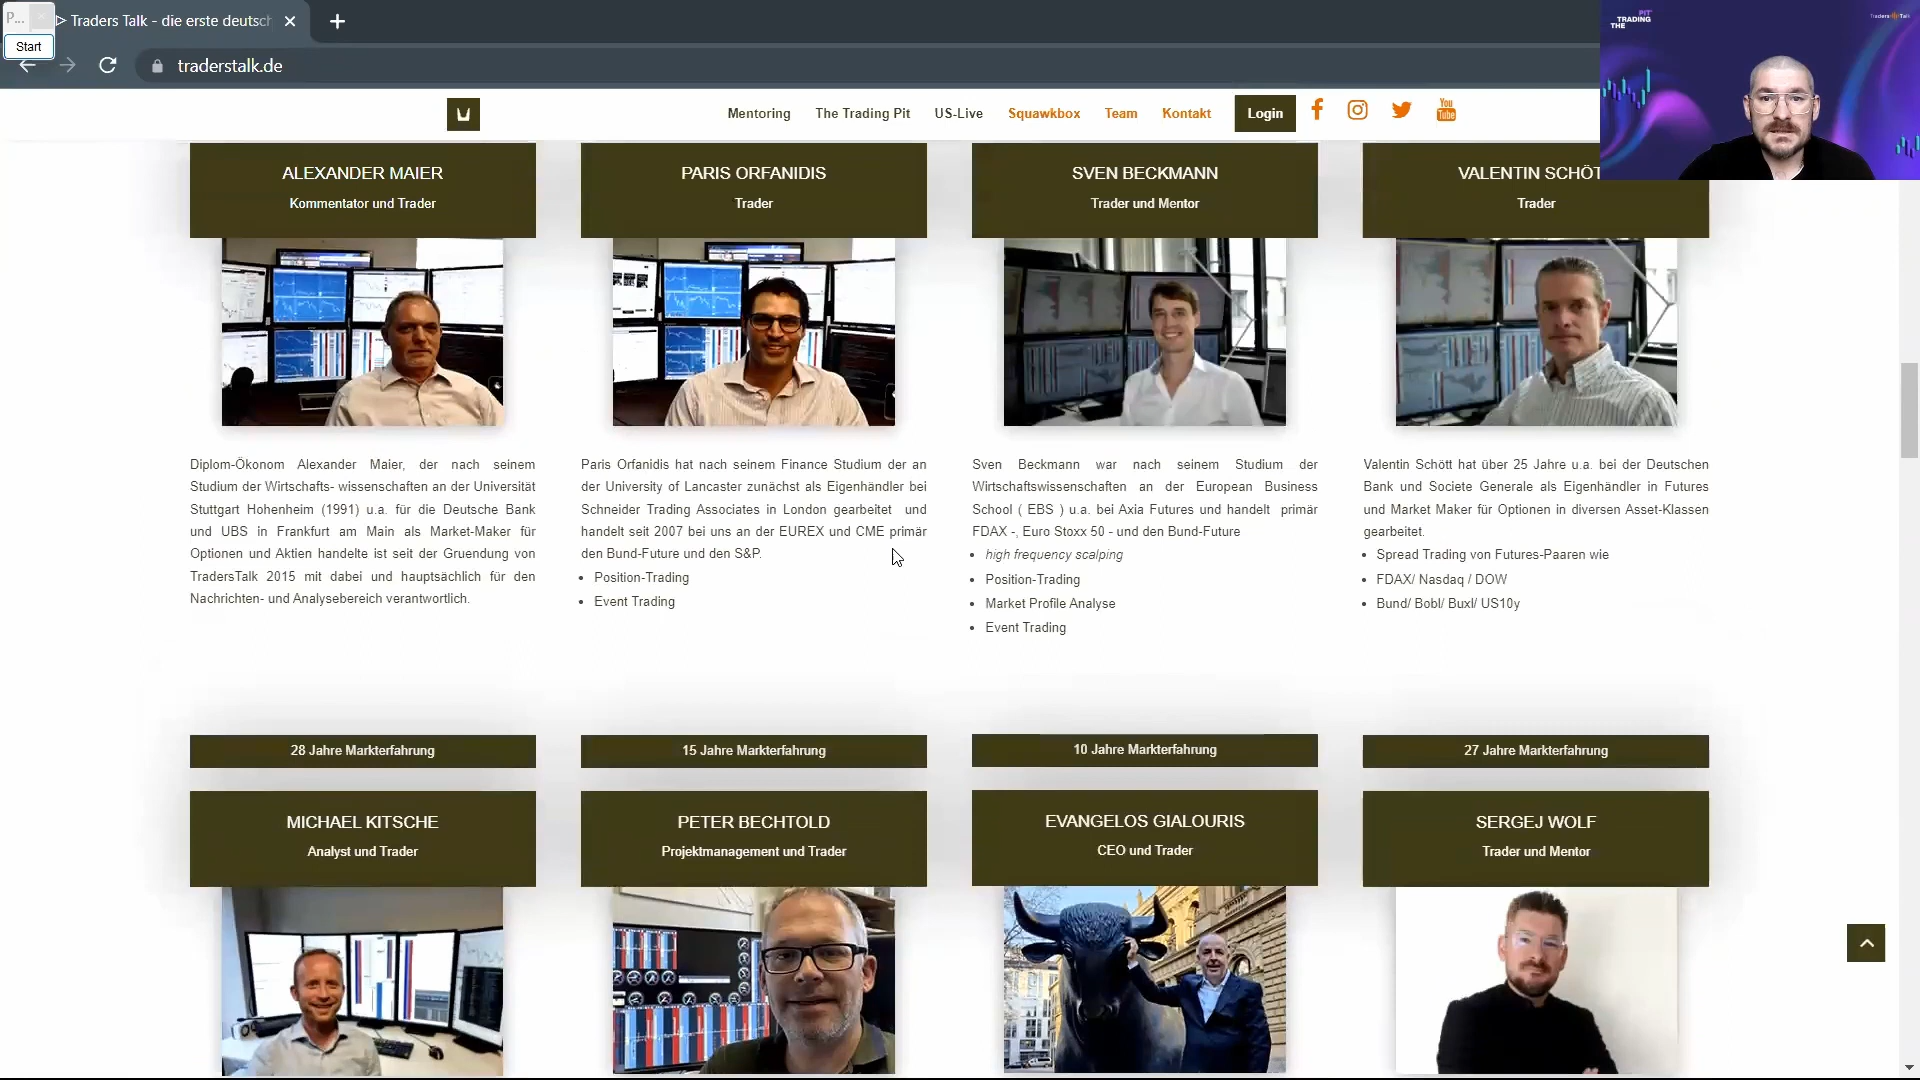 P...
Traders Talk - die erste deutsch
Start
traderstalk.de
THE TRADING PIT
Mentoring
The Trading Pit
US-Live
Squawkbox
Team
Kontakt
Login
You
Tube
ALEXANDER MAIER
Kommentator und Trader
PARIS ORFANIDIS
Trader
SVEN BECKMANN
Trader und Mentor
VALENTIN SCHÖT
Trader
Diplom-Ökonom Alexander Maier, der nach seinem
Studium der Wirtschafts- wissenschaften an der Universität
Stuttgart Hohenheim (1991) u.a. für die Deutsche Bank
und UBS in Frankfurt am Main als Market-Maker für
Optionen und Aktien handelte ist seit der Gruendung von
TradersTalk 2015 mit dabei und hauptsächlich für den
Nachrichten- und Analysebereich verantwortlich.
Paris Orfanidis hat nach seinem Finance Studium der an
der University of Lancaster zunächst als Eigenhändler bei
Schneider Trading Associates in London gearbeitet und
handelt seit 2007 bei uns an der EUREX und CME primär
den Bund-Future und den S&P.
• Position-Trading
• Event Trading
Sven Beckmann war nach seinem Studium der
Wirtschaftswissenschaften an der European Business
School ( EBS ) u.a. bei Axia Futures und handelt primär
FDAX -, Euro Stoxx 50 - und den Bund-Future
• high frequency scalping
• Position-Trading
• Market Profile Analyse
• Event Trading
Valentin Schött hat über 25 Jahre u.a. bei der Deutschen
Bank und Societe Generale als Eigenhändler in Futures
und Market Maker für Optionen in diversen Asset-Klassen
gearbeitet.
• Spread Trading von Futures-Paaren wie
• FDAX/ Nasdaq / DOW
• Bund/ Bobl/ Buxl/ US10y
28 Jahre Markterfahrung
15 Jahre Markterfahrung
10 Jahre Markterfahrung
27 Jahre Markterfahrung
MICHAEL KITSCHE
Analyst und Trader
PETER BECHTOLD
Projektmanagement und Trader
EVANGELOS GIALOURIS
CEO und Trader
SERGEJ WOLF
Trader und Mentor